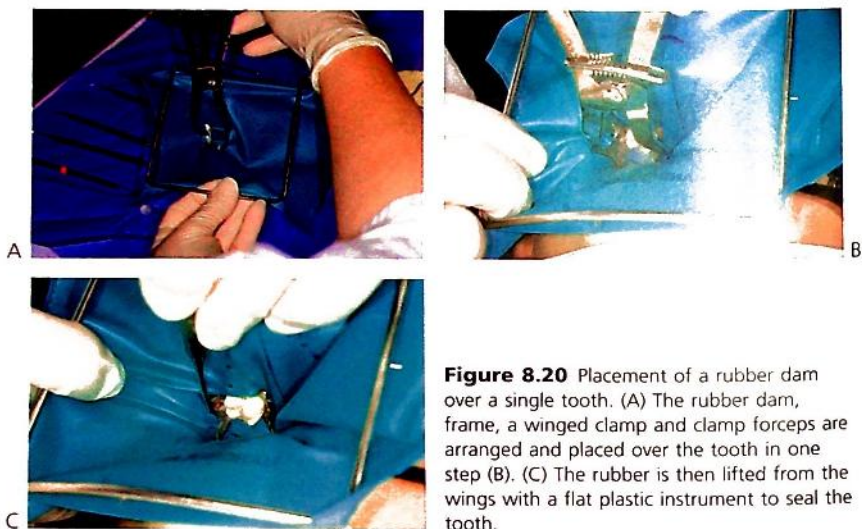 A
B
C
Figure 8.20 Placement of a rubber dam
over a single tooth. (A) The rubber dam,
frame, a winged clamp and clamp forceps are
arranged and placed over the tooth in one
step (B). (C) The rubber is then lifted from the
wings with a flat plastic instrument to seal the
tooth.